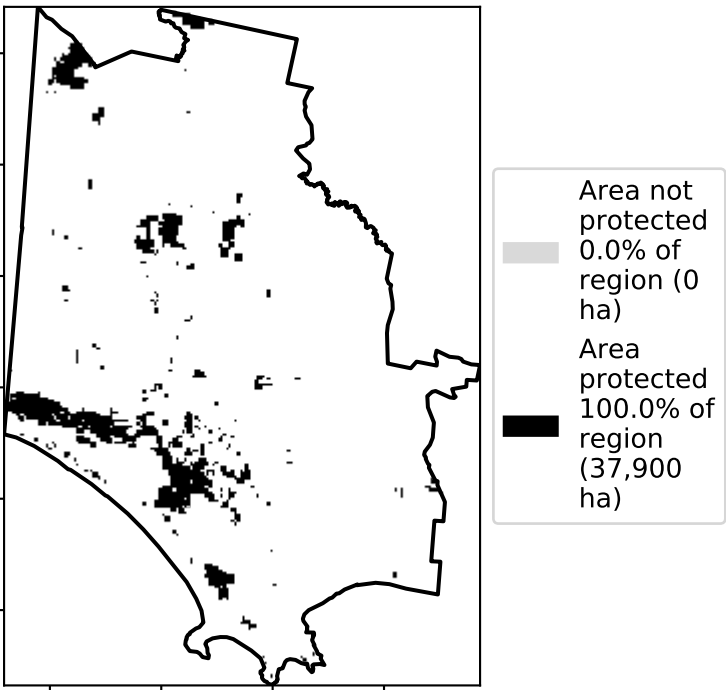 Area not
protected
0.0% of
region (0
ha)
Area
protected
100.0% of
region
(37,900
ha)